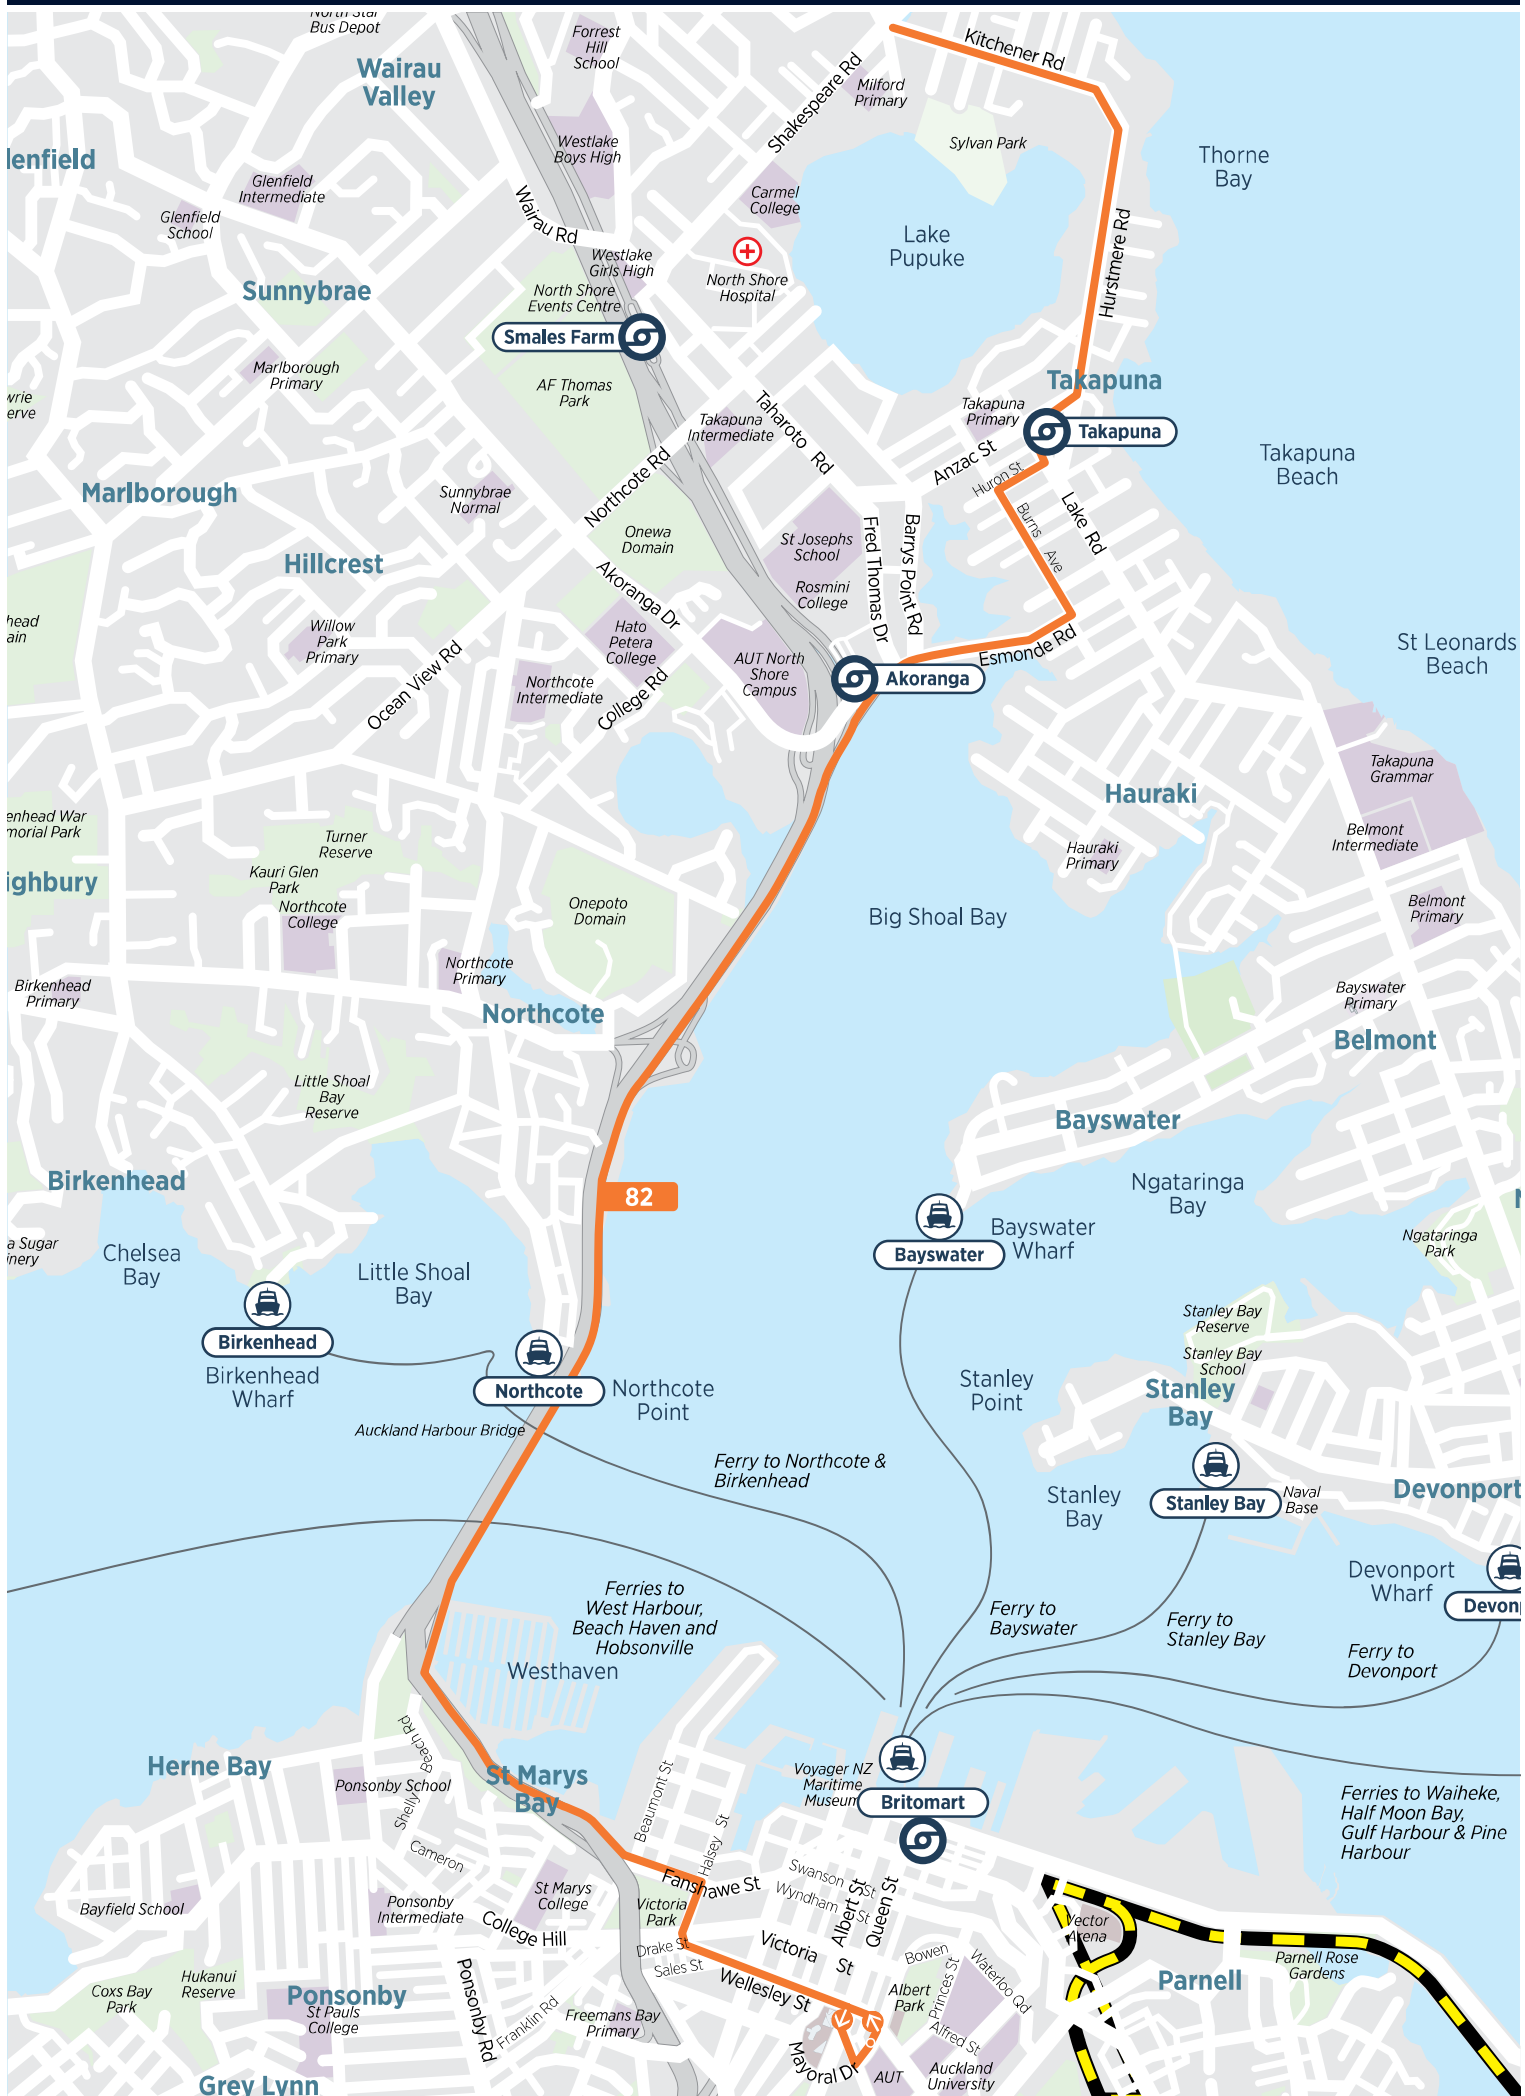 North Star
Bus Depot
Forrest
Hill
School
Kitchener Rd
Wairau
Valley
Shakespeare Rd
Milford
Primary
Westlake
Boys High
Sylvan Park
Thorne
Bay
lenfield
Glenfield
Intermediate
Glenfield
School
Carmel
College
Wairau Rd
Hurstmere Rd
Lake
Pupuke
Westlake
Girls High
North Shore
Hospital
Sunnybrae
North Shore
Events Centre
Smales Farm
Marlborough
Primary
AF Thomas
Park
Takapuna
wrie
erve
Takapuna
Intermediate
Taharoto Rd
Takapuna
Primary
Takapuna
Anzac St
Takapuna
Beach
Huron St
Northcote Rd
Marlborough
Sunnybrae
Normal
Burns Ave
Lake Rd
Onewa
Domain
St Josephs
School
Fred Thomas Dr
Barrys Point Rd
Hillcrest
Akoranga Dr
Rosmini
College
head
ain
Willow
Park
Primary
Hato
Petera
College
Esmonde Rd
St Leonards
Beach
Ocean View Rd
AUT North
Shore
Campus
Akoranga
Northcote
Intermediate
College Rd
Takapuna
Grammar
Hauraki
enhead War
morial Park
Turner
Reserve
Belmont
Intermediate
Hauraki
Primary
Kauri Glen
Park
ighbury
Northcote
College
Onepoto
Domain
Big Shoal Bay
Belmont
Primary
Northcote
Primary
Birkenhead
Primary
Bayswater
Primary
Northcote
Belmont
Little Shoal
Bay
Reserve
Bayswater
Birkenhead
82
Ngataringa
Bay
N
a Sugar
inery
Chelsea
Bay
Bayswater
Bayswater
Wharf
Ngataringa
Park
Little Shoal
Bay
Stanley Bay
Reserve
Birkenhead
Stanley Bay
School
Birkenhead
Wharf
Northcote
Northcote
Point
Stanley
Point
Stanley
Bay
Auckland Harbour Bridge
Ferry to Northcote &
Birkenhead
Stanley
Bay
Stanley Bay
Naval
Base
Devonport
Devonport
Wharf
Devonp
Ferries to
West Harbour,
Beach Haven and
Hobsonville
Ferry to
Bayswater
Ferry to
Stanley Bay
Ferry to
Devonport
Westhaven
Shelly Beach Rd
Herne Bay
Ponsonby School
St Marys
Bay
Beaumont St
Voyager NZ
Maritime
Museum
Britomart
Ferries to Waiheke,
Half Moon Bay,
Gulf Harbour & Pine
Harbour
Halsey St
Cameron
Fanshawe St
Swanson St
Wyndham St
Albert St
Queen St
Bayfield School
Ponsonby
Intermediate
St Marys
College
Victoria
Park
College Hill
Vector
Arena
Drake St
Sales St
Victoria St
Bowen
Waterloo Qd
Parnell Rose
Gardens
Hukanui
Reserve
Coxs Bay
Park
Ponsonby
St Pauls
College
Ponsonby Rd
Franklin Rd
Freemans Bay
Primary
Wellesley St
Albert
Park
Princes St
Alfred St
Parnell
Mayoral Dr
AUT
Auckland
University
Grey Lynn